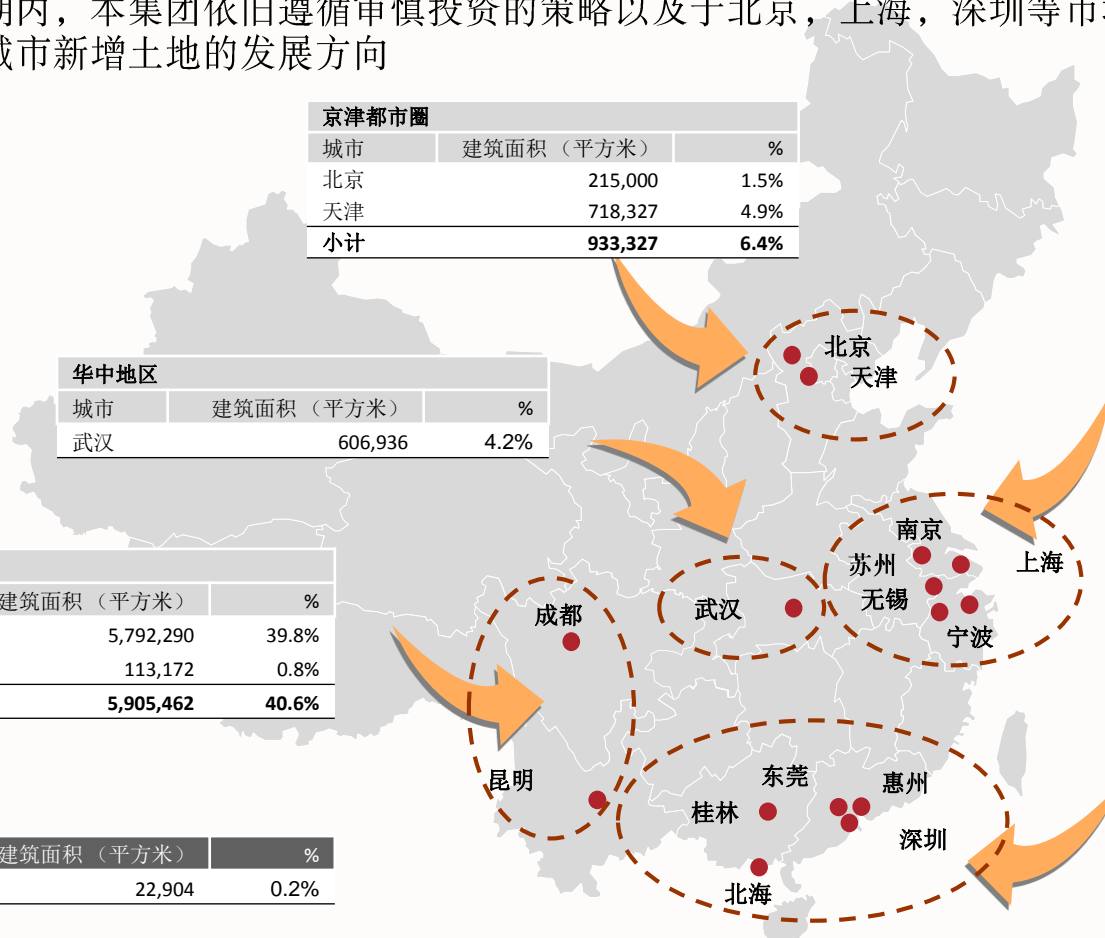 期内，本集团依旧遵循审慎投资的策略以及于北京，上海，深圳等市场
城市新增土地的发展方向
京津都市圈
城市 建筑面积 （平方米） %
北京 215,000 1.5%
天津 718,327 4.9%
小计 933,327 6.4%
华中地区
城市 建筑面积 （平方米） %
武汉 606,936 4.2%
建筑面积 （平方米） %
5,792,290 39.8%
113,172 0.8%
5,905,462 40.6%
建筑面积 （平方米） %
22,904 0.2%
北京
天津
南京
苏州
上海
无锡
宁波
武汉
成都
昆明
东莞
惠州
桂林
深圳
北海